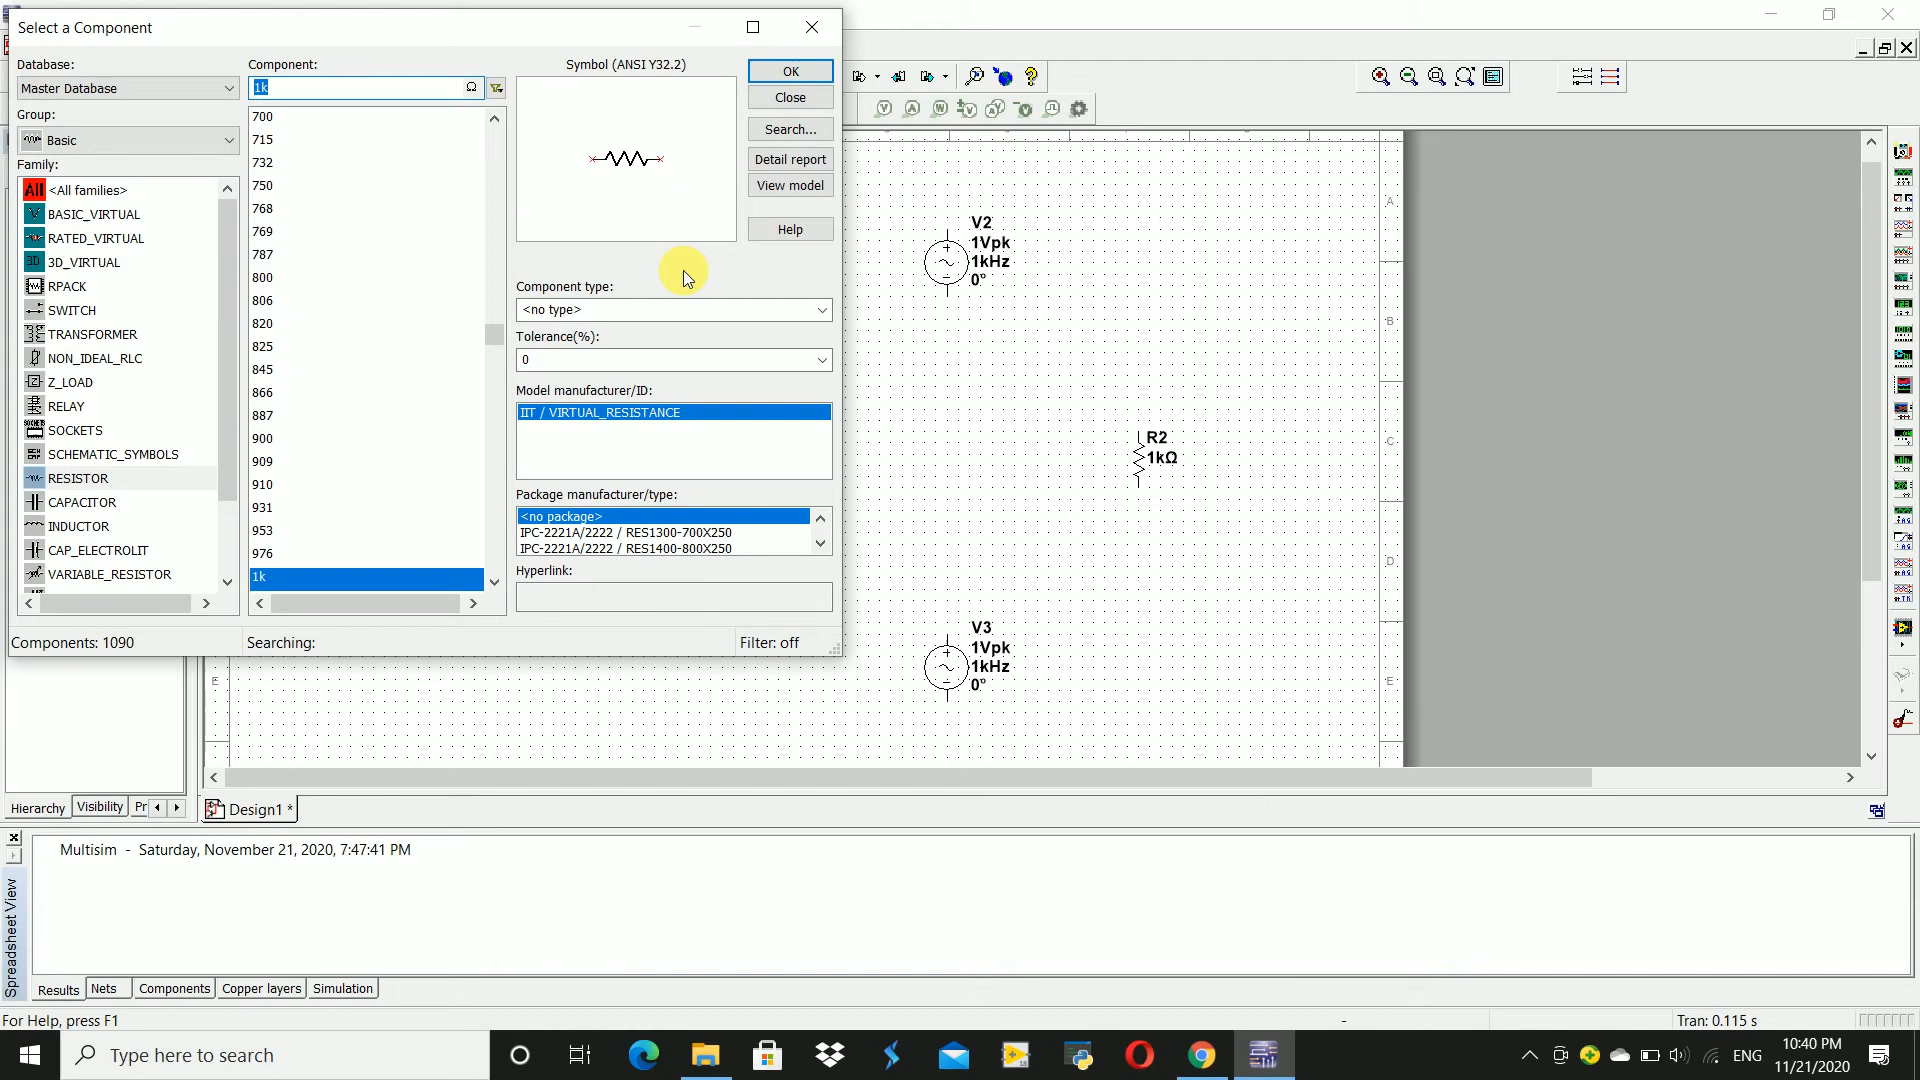 Select a Component
Database:
Master Database
Group:
Basic
Family:
All <All families>
BASIC_VIRTUAL
RATED_VIRTUAL
3D 3D_VIRTUAL
RPACK
SWITCH
TRANSFORMER
NON_IDEAL_RLC
Z_LOAD
RELAY
SOCKETS
SCHEMATIC_SYMBOLS
RESISTOR
CAPACITOR
INDUCTOR
CAP_ELECTROLIT
VARIABLE_RESISTOR
Component:
1k Ω
700
715
732
750
768
769
787
800
806
820
825
845
866
887
900
909
910
931
953
976
1k
Symbol (ANSI Y32.2)
OK
Close
Search...
Detail report
View model
Help
Component type:
<no type>
Tolerance(%):
0
Model manufacturer/ID:
IIT / VIRTUAL_RESISTANCE
Package manufacturer/type:
<no package>
IPC-2221A/2222 / RES1300-700X250
IPC-2221A/2222 / RES1400-800X250
Hyperlink:
Components: 1090
Searching:
Filter: off
A
B
C
D
E
E
V2
1Vpk
1kHz
0°
R2
1kΩ
V3
1Vpk
1kHz
0°
Hierarchy
Visibility
Pr
Design1 *
Multisim - Saturday, November 21, 2020, 7:47:41 PM
Spreadsheet View
Results
Nets
Components
Copper layers
Simulation
For Help, press F1
-
Tran: 0.115 s
Type here to search
ENG
10:40 PM
11/21/2020